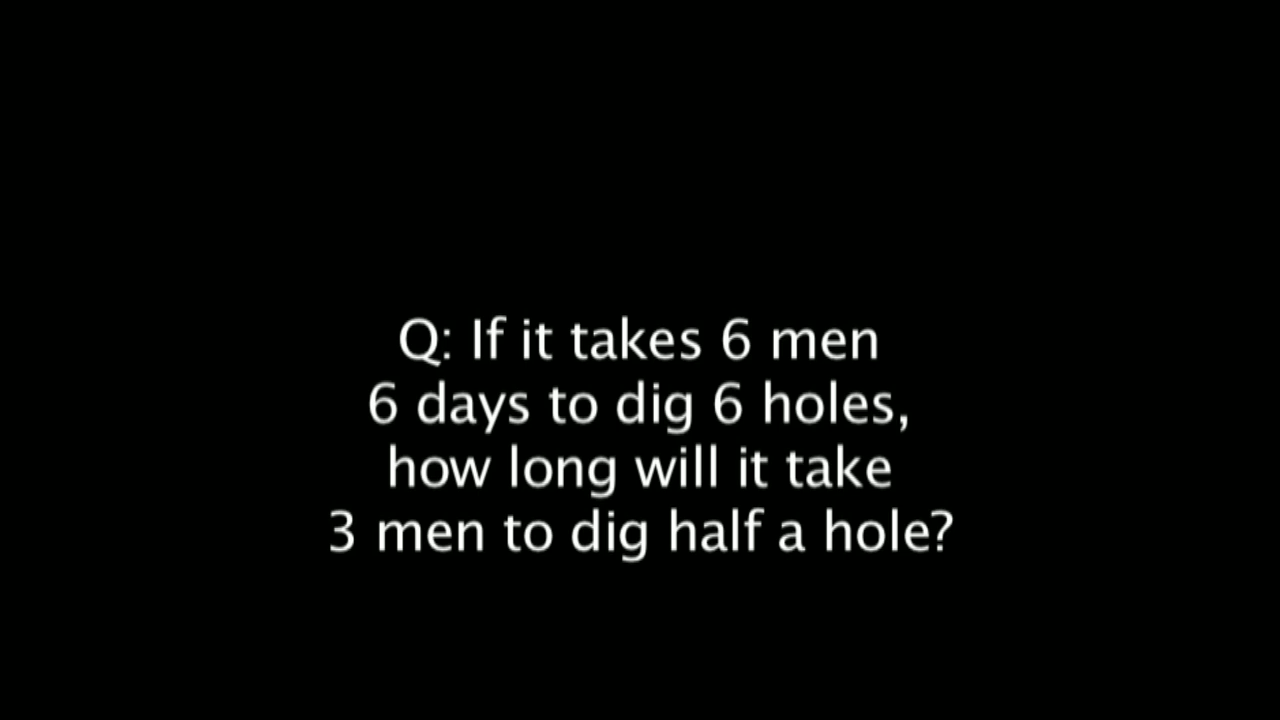 Q: If it takes 6 men
6 days to dig 6 holes,
how long will it take
3 men to dig half a hole?